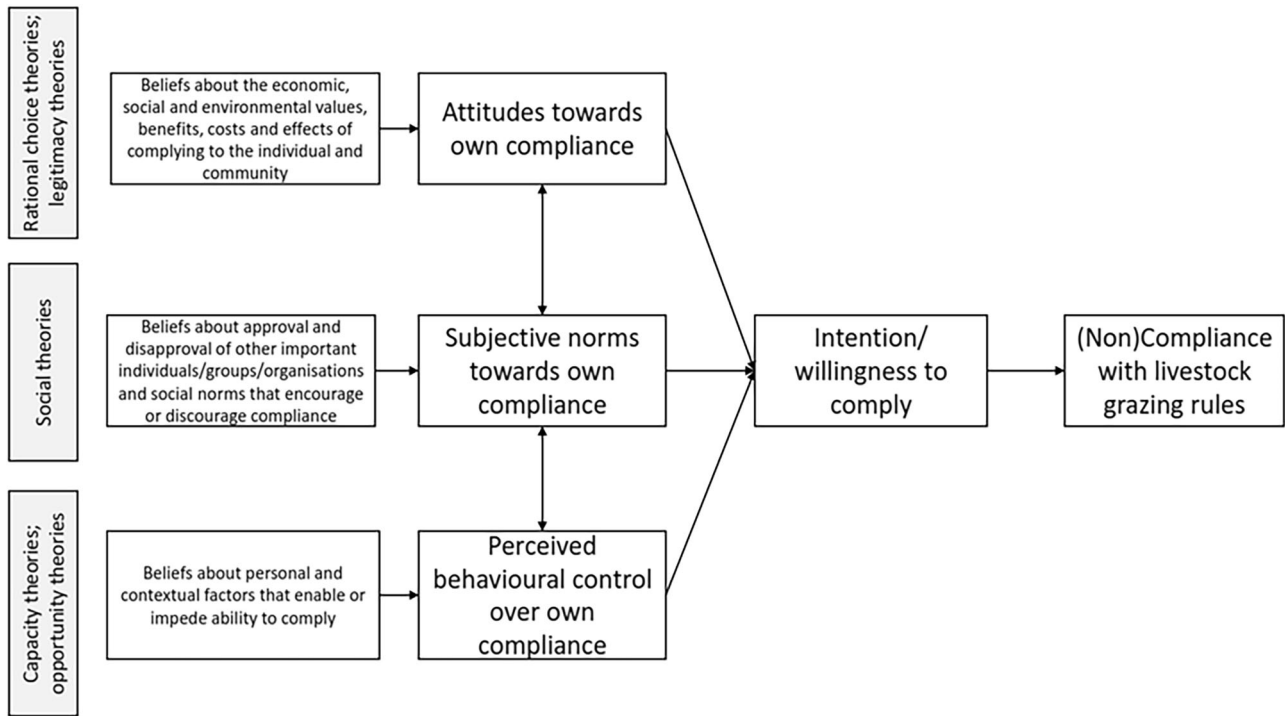 Rational choice theories;
legitimacy theories
Beliefs about the economic,
social and environmental values,
benefits, costs and effects of
complying to the individual and
community
Attitudes towards
own compliance
Social theories
Beliefs about approval and
disapproval of other important
individuals/groups/organisations
and social norms that encourage
or discourage compliance
Subjective norms
towards own
compliance
Intention/
willingness to
comply
(Non)Compliance
with livestock
grazing rules
Capacity theories;
opportunity theories
Beliefs about personal and
contextual factors that enable or
impede ability to comply
Perceived
behavioural control
over own
compliance